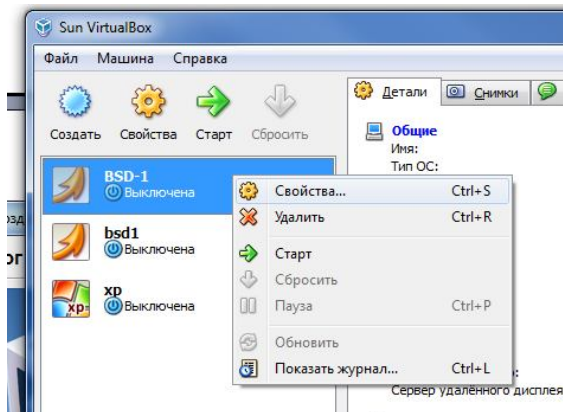 Sun VirtualBox
Файл Машина Справка
Создать Свойства Старт Сбросить
Детали Снимки
Общие
Имя:
Тип ОС:
BSD-1
Выключена
bsd1
Выключена
xp
xp
Выключена
Свойства... Ctrl+S
Удалить Ctrl+R
Старт
Сбросить
Пауза Ctrl+P
Обновить
Показать журнал... Ctrl+L
Сервер удалённого дисплея